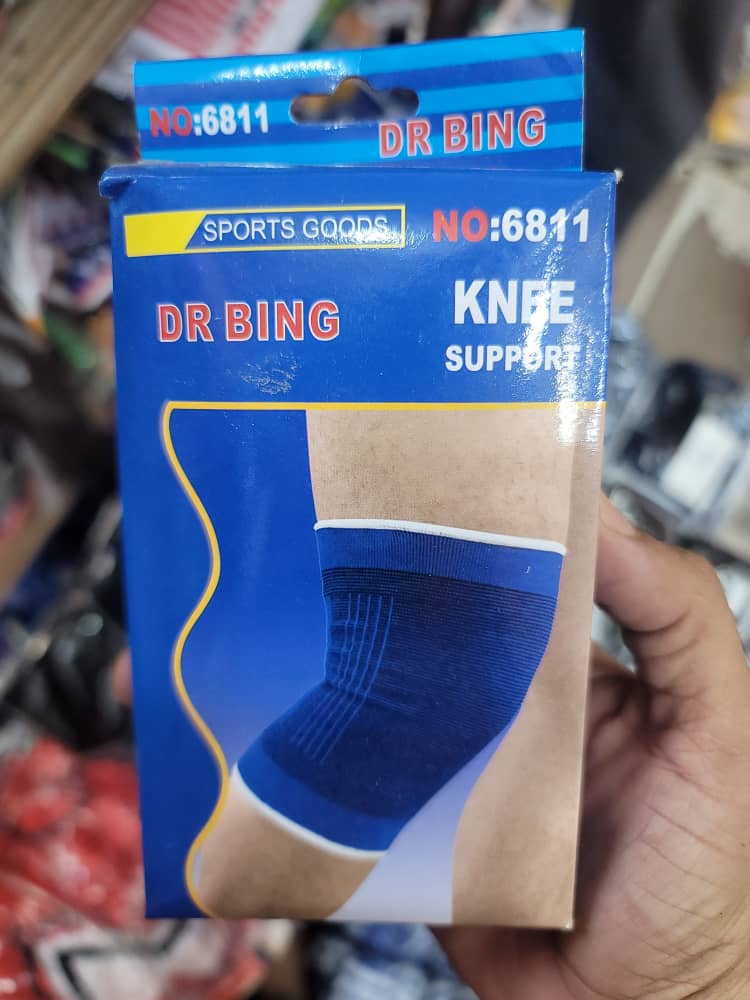 NO:6811
DR BING
SPORTS GOODS
NO:6811
DR BING
KNEE
SUPPORT